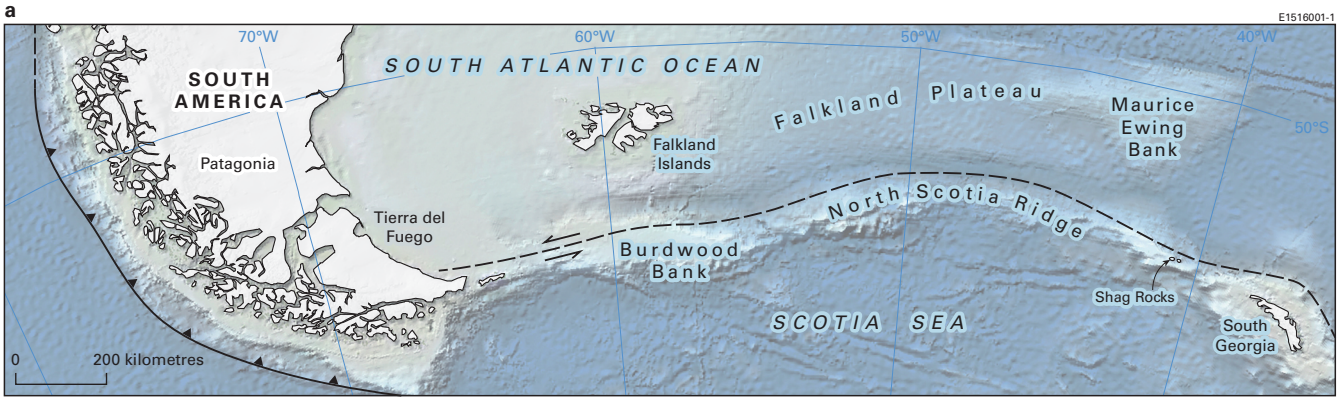 a
E1516001-1
70°W
60°W
50°W
40°W
SOUTH ATLANTIC OCEAN
SOUTH
AMERICA
Falkland Plateau
Maurice
Ewing
Bank
50°S
Patagonia
Falkland
Islands
Tierra del
Fuego
North Scotia Ridge
Burdwood
Bank
Shag Rocks
SCOTIA SEA
South
Georgia
0 200 kilometres